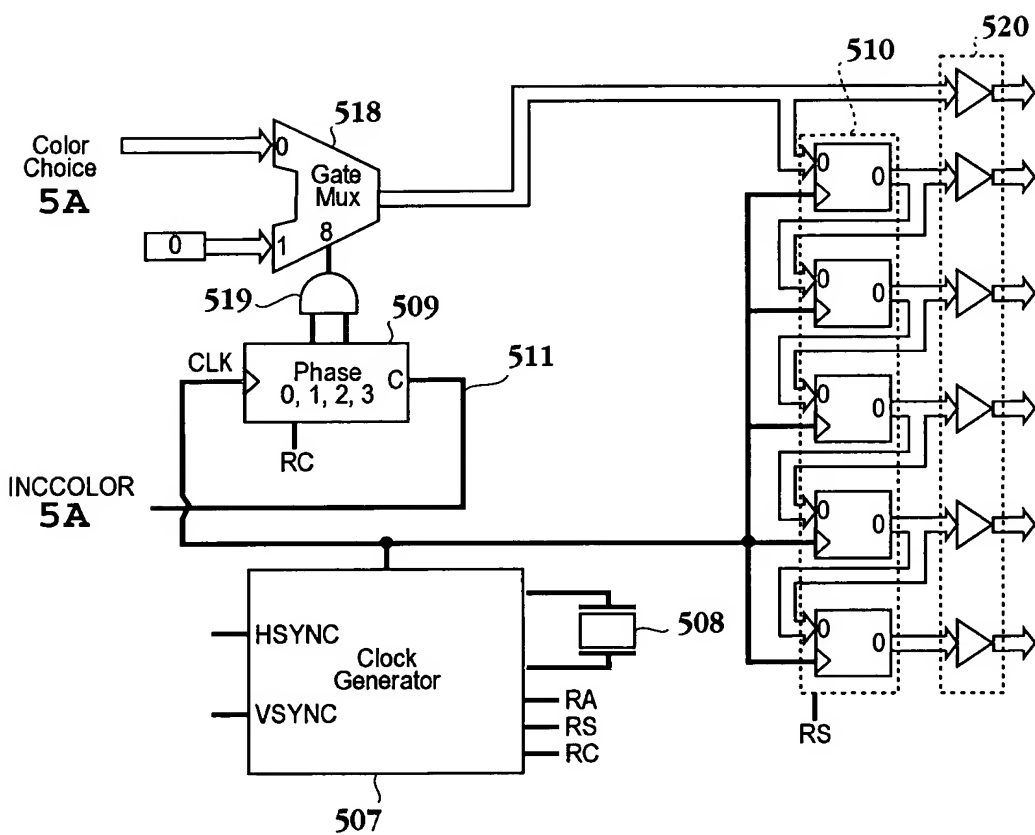 520
510
518
Color
Choice
5A
0
Gate
Mux
0
1
8
519
509
CLK
Phase
0, 1, 2, 3
C
511
RC
INCCOLOR
5A
0
0
0
0
0
0
0
0
0
0
HSYNC
VSYNC
Clock
Generator
508
RA
RS
RC
RS
507